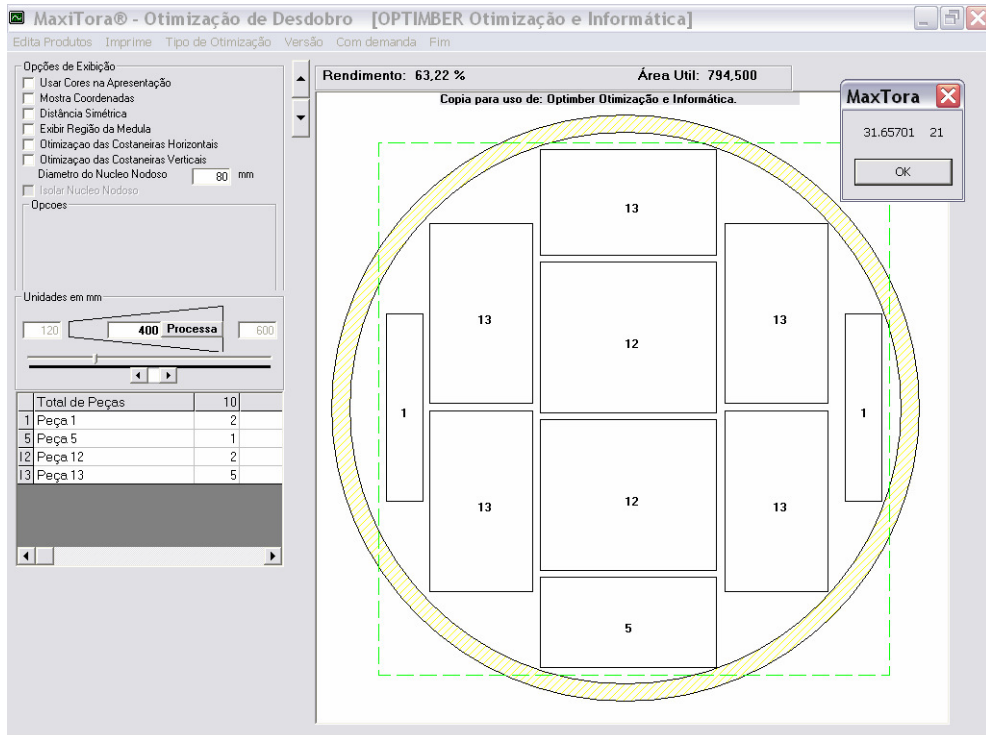 MaxiTora® - Otimização de Desdobro [OPTIMBER Otimização e Informática]
Edita Produtos Imprime Tipo de Otimização Versão Com demanda Fim
Opções de Exibição
Usar Cores na Apresentação
Mostra Coordenadas
Distância Simétrica
Exibir Região da Medula
Otimização das Costaneiras Horizontais
Otimizaçao das Costaneiras Verticais
Diametro do Nucleo Nodoso 80 mm
Isolar Nucleo Nodoso
Opcoes
Unidades em mm
120 400 Processa 600
Total de Peças 10
1 Peça 1 2
5 Peça 5 1
12 Peça 12 2
13 Peça 13 5
Rendimento: 63,22 % Área Util: 794,500
Copia para uso de: Optimber Otimização e Informática.
MaxTora
31.65701 21
OK
13
13
13
12
1
1
13
12
13
5